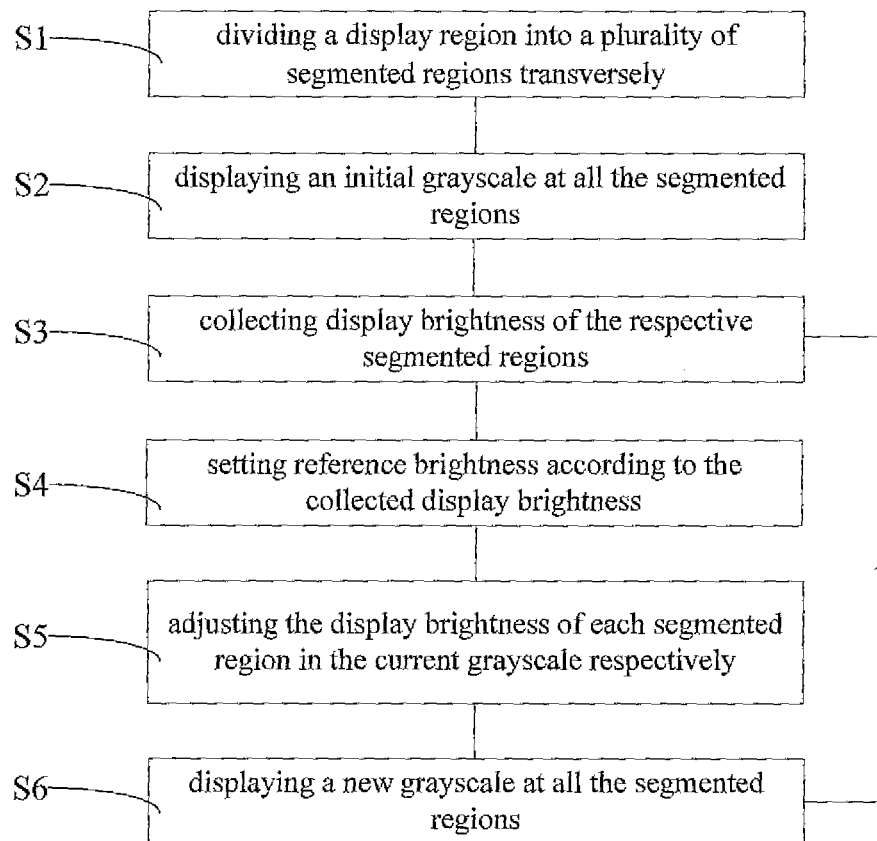 S1
dividing a display region into a plurality of
segmented regions transversely
S2
displaying an initial grayscale at all the segmented
regions
S3
collecting display brightness of the respective
segmented regions
S4
setting reference brightness according to the
collected display brightness
S5
adjusting the display brightness of each segmented
region in the current grayscale respectively
S6
displaying a new grayscale at all the segmented
regions